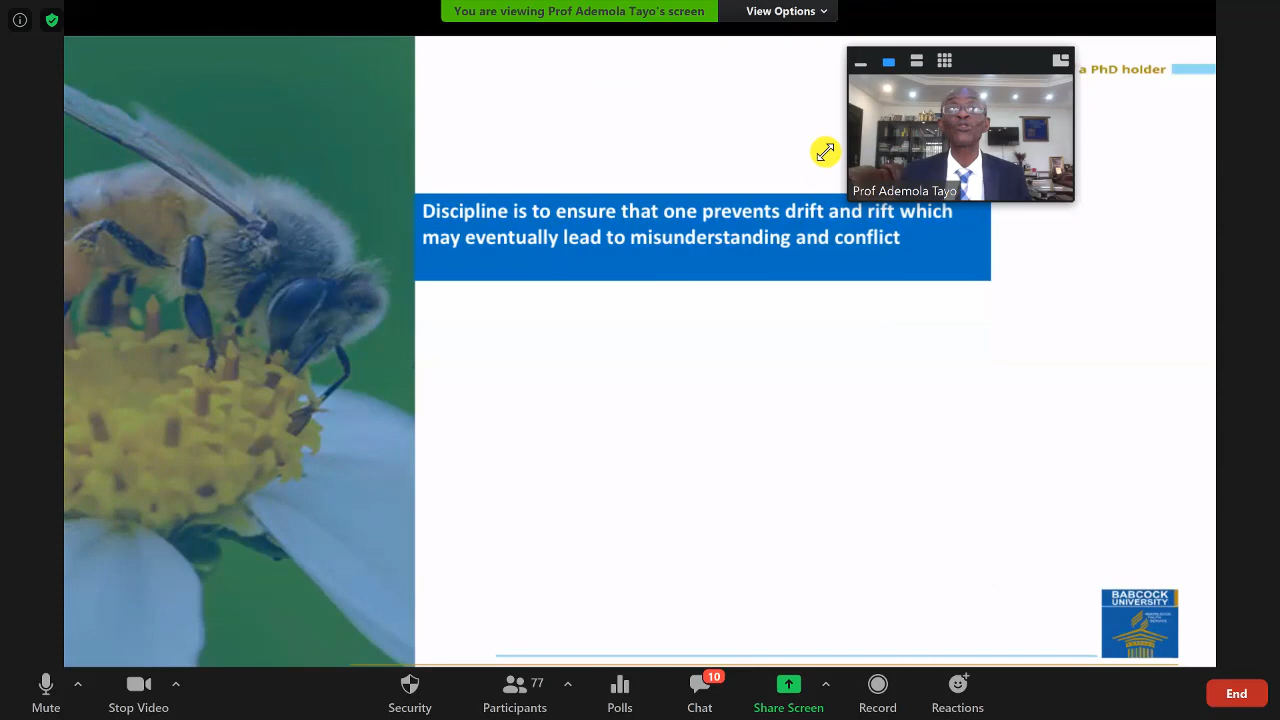 You are viewing Prof Ademola Tayo's screen
View Options
a PhD holder
Prof Ademola Tayo
Discipline is to ensure that one prevents drift and rift which
may eventually lead to misunderstanding and conflict
BABCOCK
UNIVERSITY
Mute
Stop Video
Security
77
Participants
Polls
10
Chat
Share Screen
Record
Reactions
End